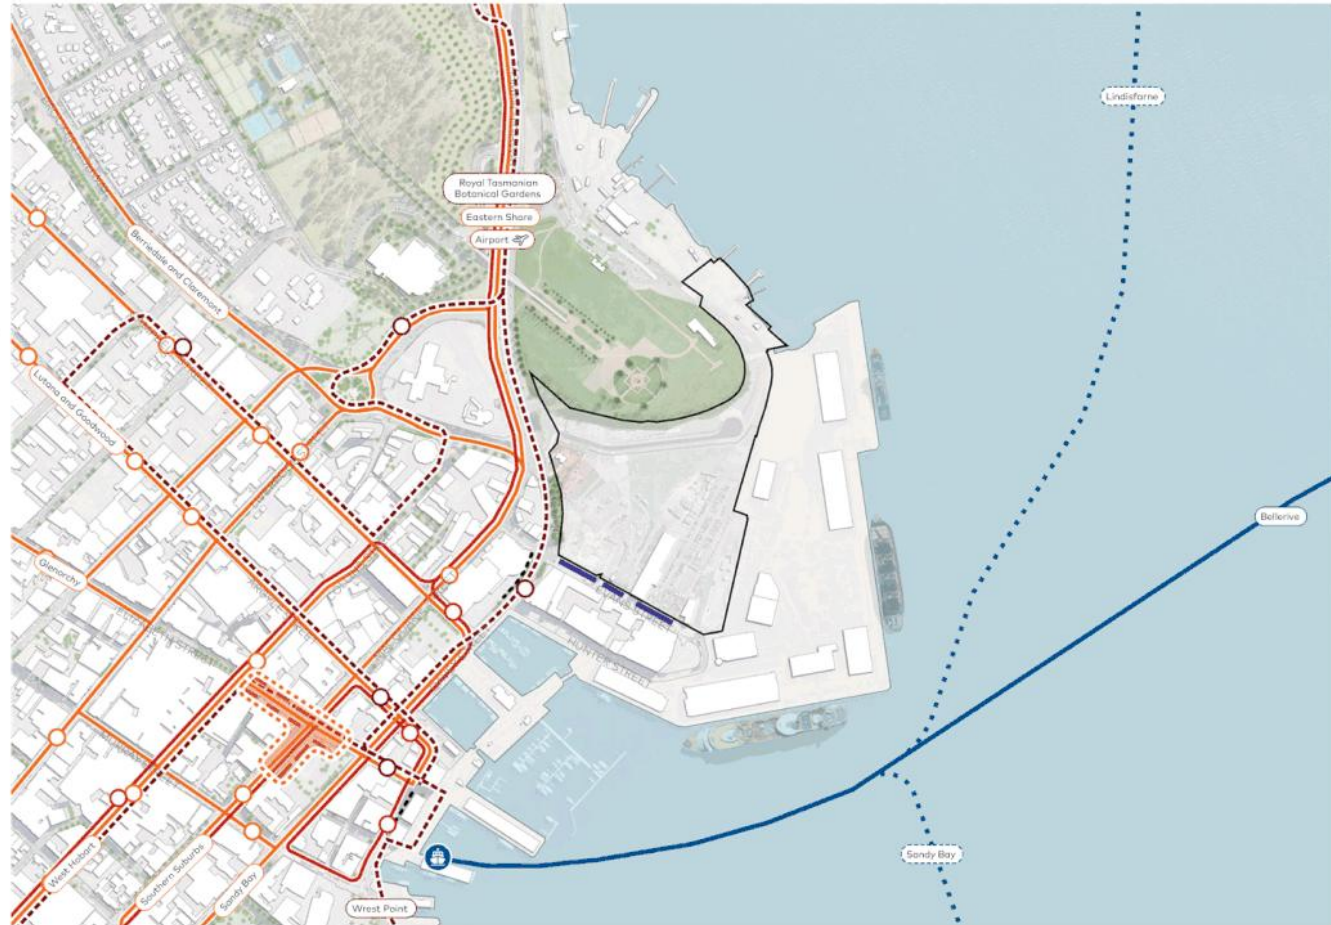 Lindisfarne
Royal Tasmanian
Botanical Gardens
Eastern Shore
Airport
Berriedale and Claremont
Lutana and Goodwood
Bellerive
Glenorchy
HUNTER STREET
Sandy Bay
West Hobart
Southern Suburbs
Sandy Bay
Wrest Point